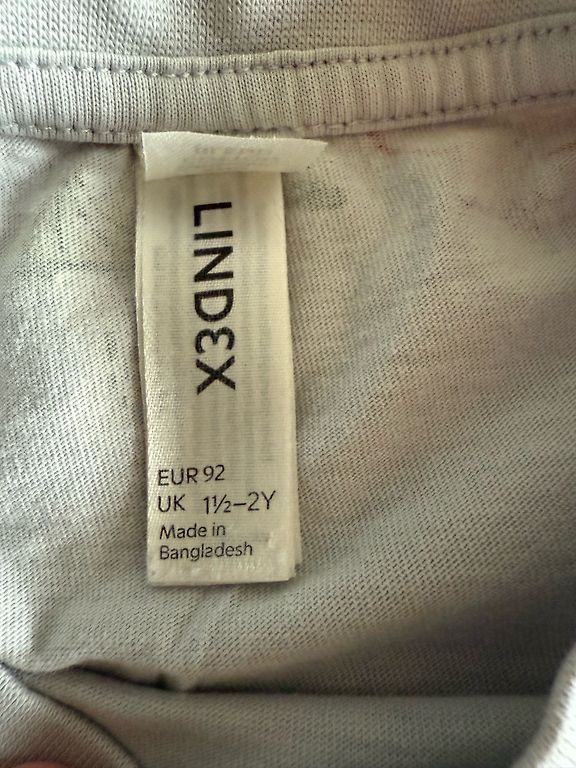 LINDEX
EUR 92
UK 1½–2Y
Made in
Bangladesh